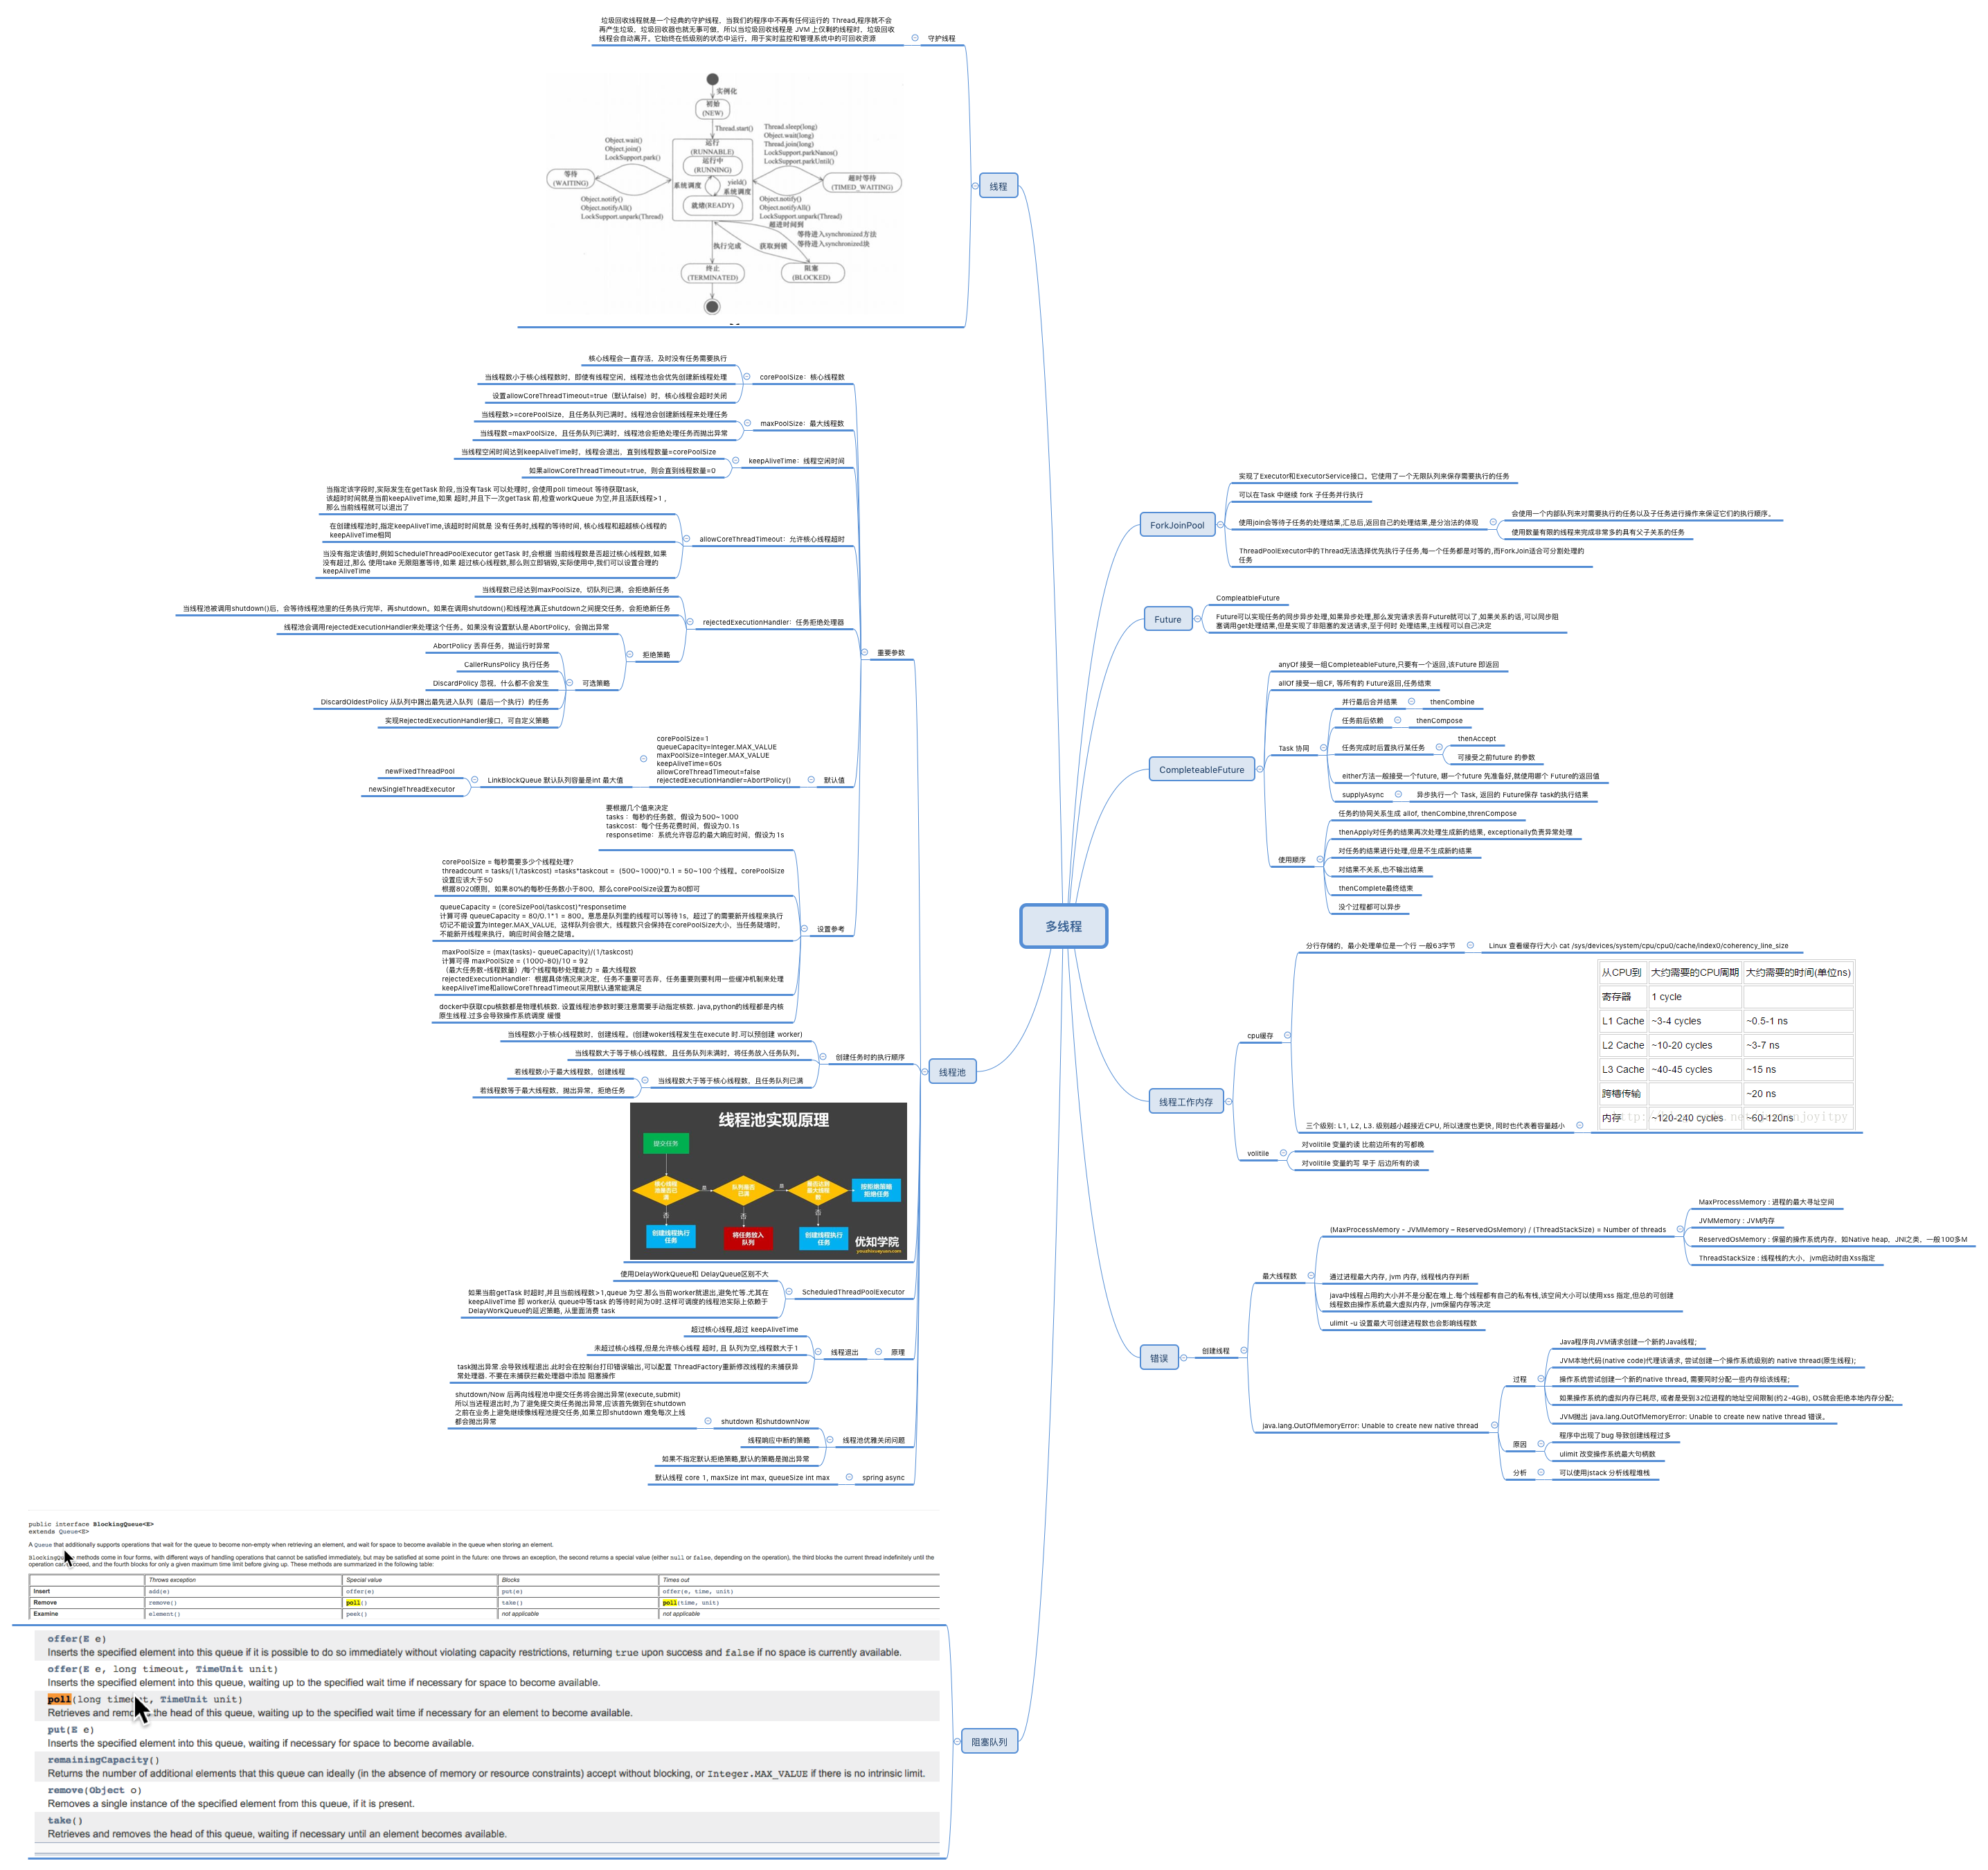 多线程
线程
守护线程
垃圾回收线程就是一个经典的守护线程，当我们的程序中不再有任何运行的 Thread,程序就不会
再产生垃圾，垃圾回收器也就无事可做，所以当垃圾回收线程是 JVM 上仅剩的线程时，垃圾回收
线程会自动离开。它始终在低级别的状态中运行，用于实时监控和管理系统中的可回收资源
实例化
初始
(NEW)
Thread.start()
Object.wait()
Object.join()
LockSupport.park()
运行
(RUNNABLE)
运行中
(RUNNING)
Thread.sleep(long)
Object.wait(long)
Thread.join(long)
LockSupport.parkNanos()
LockSupport.parkUntil()
等待
(WAITING)
系统调度
yield()
系统调度
超时等待
(TIMED_WAITING)
就绪(READY)
Object.notify()
Object.notifyAll()
LockSupport.unpark(Thread)
Object.notify()
Object.notifyAll()
LockSupport.unpark(Thread)
超进时间到
等待进入synchronized方法
等待进入synchronized块
执行完成
获取到锁
终止
(TERMINATED)
阻塞
(BLOCKED)
线程池
重要参数
corePoolSize：核心线程数
核心线程会一直存活，及时没有任务需要执行
当线程数小于核心线程数时，即使有线程空闲，线程池也会优先创建新线程处理
设置allowCoreThreadTimeout=true（默认false）时，核心线程会超时关闭
maxPoolSize：最大线程数
当线程数>=corePoolSize，且任务队列已满时。线程池会创建新线程来处理任务
当线程数=maxPoolSize，且任务队列已满时，线程池会拒绝处理任务而抛出异常
keepAliveTime：线程空闲时间
当线程空闲时间达到keepAliveTime时，线程会退出，直到线程数量=corePoolSize
如果allowCoreThreadTimeout=true，则会直到线程数量=0
allowCoreThreadTimeout：允许核心线程超时
当指定该字段时,实际发生在getTask 阶段,当没有Task 可以处理时, 会使用poll timeout 等待获取task,
该超时时间就是当前keepAliveTime,如果 超时,并且下一次getTask 前,检查workQueue 为空,并且活跃线程>1，
那么当前线程就可以退出了
在创建线程池时,指定keepAliveTime,该超时时间就是 没有任务时,线程的等待时间, 核心线程和超越核心线程的
keepAliveTime相同
当没有指定该值时,例如ScheduleThreadPoolExecutor getTask 时,会根据 当前线程数是否超过核心线程数,如果
没有超过,那么 使用take 无限阻塞等待,如果 超过核心线程数,那么则立即销毁,实际使用中,我们可以设置合理的
keepAliveTime
rejectedExecutionHandler：任务拒绝处理器
当线程数已经达到maxPoolSize，切队列已满，会拒绝新任务
当线程池被调用shutdown()后，会等待线程池里的任务执行完毕，再shutdown。如果在调用shutdown()和线程池真正shutdown之间提交任务，会拒绝新任务
拒绝策略
线程池会调用rejectedExecutionHandler来处理这个任务。如果没有设置默认是AbortPolicy，会抛出异常
可选策略
AbortPolicy 丢弃任务，抛运行时异常
CallerRunsPolicy 执行任务
DiscardPolicy 忽视，什么都不会发生
DiscardOldestPolicy 从队列中踢出最先进入队列（最后一个执行）的任务
实现RejectedExecutionHandler接口，可自定义策略
默认值
corePoolSize=1
queueCapacity=Integer.MAX_VALUE
maxPoolSize=Integer.MAX_VALUE
keepAliveTime=60s
allowCoreThreadTimeout=false
rejectedExecutionHandler=AbortPolicy()
LinkBlockQueue 默认队列容量是int 最大值
newFixedThreadPool
newSingleThreadExecutor
设置参考
要根据几个值来决定
tasks ：每秒的任务数，假设为500~1000
taskcost：每个任务花费时间，假设为0.1s
responsetime：系统允许容忍的最大响应时间，假设为1s
corePoolSize = 每秒需要多少个线程处理?
threadcount = tasks/(1/taskcost) =tasks*taskcout =  (500~1000)*0.1 = 50~100 个线程。corePoolSize
设置应该大于50
根据8020原则，如果80%的每秒任务数小于800，那么corePoolSize设置为80即可
queueCapacity = (coreSizePool/taskcost)*responsetime
计算可得 queueCapacity = 80/0.1*1 = 800。意思是队列里的线程可以等待1s，超过了的需要新开线程来执行
切记不能设置为Integer.MAX_VALUE，这样队列会很大，线程数只会保持在corePoolSize大小，当任务陡增时，
不能新开线程来执行，响应时间会随之陡增。
maxPoolSize = (max(tasks)- queueCapacity)/(1/taskcost)
计算可得 maxPoolSize = (1000-80)/10 = 92
（最大任务数-线程数量）/每个线程每秒处理能力 = 最大线程数
rejectedExecutionHandler：根据具体情况来决定，任务不重要可丢弃，任务重要则要利用一些缓冲机制来处理
keepAliveTime和allowCoreThreadTimeout采用默认通常能满足
docker中获取cpu核数都是物理机核数. 设置线程池参数时要注意需要手动指定核数. java,python的线程都是内核
原生线程.过多会导致操作系统调度 缓慢
创建任务时的执行顺序
当线程数小于核心线程数时，创建线程。(创建woker线程发生在execute 时.可以预创建 worker)
当线程数大于等于核心线程数，且任务队列未满时，将任务放入任务队列。
当线程数大于等于核心线程数，且任务队列已满
若线程数小于最大线程数，创建线程
若线程数等于最大线程数，抛出异常，拒绝任务
线程池实现原理
提交任务
核心线程
池是否已
满
是
队列是否
已满
是
最大线程
数
按拒绝策略
拒绝任务
否
否
否
创建线程执行
任务
将任务放入
队列
创建线程执行
任务
优知学院
youzhixueyuan.com
ScheduledThreadPoolExecutor
使用DelayWorkQueue和 DelayQueue区别不大
如果当前getTask 时超时,并且当前线程数>1,queue 为空.那么当前worker就退出,避免忙等.尤其在
keepAliveTime 即 worker从 queue中等task 的等待时间为0时.这样可调度的线程池实际上依赖于
DelayWorkQueue的延迟策略, 从里面消费 task
原理
线程退出
超过核心线程,超过 keepAliveTime
未超过核心线程,但是允许核心线程 超时, 且 队列为空,线程数大于1
task抛出异常.会导致线程退出.此时会在控制台打印错误输出,可以配置 ThreadFactory重新修改线程的未捕获异
常处理器. 不要在未捕获拦截处理器中添加 阻塞操作
线程池优雅关闭问题
shutdown 和shutdownNow
shutdown/Now 后再向线程池中提交任务将会抛出异常(execute,submit)
所以当进程退出时,为了避免提交类任务抛出异常,应该首先做到在shutdown
之前在业务上避免继续像线程池提交任务,如果立即shutdown 难免每次上线
都会抛出异常
线程响应中断的策略
如果不指定默认拒绝策略,默认的策略是抛出异常
spring async
默认线程 core 1, maxSize int max, queueSize int max
阻塞队列
public interface BlockingQueue<E>
extends Queue<E>
A Queue that additionally supports operations that wait for the queue to become non-empty when retrieving an element, and wait for space to become available in the queue when storing an element.
BlockingQueue methods come in four forms, with different ways of handling operations that cannot be satisfied immediately, but may be satisfied at some point in the future: one throws an exception, the second returns a special value (either null or false, depending on the operation), the third blocks the current thread indefinitely until the
operation can succeed, and the fourth blocks for only a given maximum time limit before giving up. These methods are summarized in the following table:
Throws exception Special value Blocks Times out
Insert add(e) offer(e) put(e) offer(e, time, unit)
Remove remove() poll() take() poll(time, unit)
Examine element() peek() not applicable not applicable
offer(E e)
Inserts the specified element into this queue if it is possible to do so immediately without violating capacity restrictions, returning true upon success and false if no space is currently available.
offer(E e, long timeout, TimeUnit unit)
Inserts the specified element into this queue, waiting up to the specified wait time if necessary for space to become available.
poll(long timeout, TimeUnit unit)
Retrieves and removes the head of this queue, waiting up to the specified wait time if necessary for an element to become available.
put(E e)
Inserts the specified element into this queue, waiting if necessary for space to become available.
remainingCapacity()
Returns the number of additional elements that this queue can ideally (in the absence of memory or resource constraints) accept without blocking, or Integer.MAX_VALUE if there is no intrinsic limit.
remove(Object o)
Removes a single instance of the specified element from this queue, if it is present.
take()
Retrieves and removes the head of this queue, waiting if necessary until an element becomes available.
ForkJoinPool
实现了Executor和ExecutorService接口。它使用了一个无限队列来保存需要执行的任务
可以在Task 中继续 fork 子任务并行执行
使用join会等待子任务的处理结果,汇总后,返回自己的处理结果,是分治法的体现
会使用一个内部队列来对需要执行的任务以及子任务进行操作来保证它们的执行顺序。
使用数量有限的线程来完成非常多的具有父子关系的任务
ThreadPoolExecutor中的Thread无法选择优先执行子任务,每一个任务都是对等的,而ForkJoin适合可分割处理的
任务
Future
CompleatbleFuture
Future可以实现任务的同步异步处理,如果异步处理,那么发完请求丢弃Future就可以了,如果关系的话,可以同步阻
塞调用get处理结果,但是实现了非阻塞的发送请求,至于何时 处理结果,主线程可以自己决定
CompleteableFuture
anyOf 接受一组CompleteableFuture,只要有一个返回,该Future 即返回
allOf 接受一组CF, 等所有的 Future返回,任务结束
Task 协同
并行最后合并结果
thenCombine
任务前后依赖
thenCompose
任务完成时后置执行某任务
thenAccept
可接受之前future 的参数
either方法一般接受一个future, 哪一个future 先准备好,就使用哪个 Future的返回值
supplyAsync
异步执行一个 Task, 返回的 Future保存 task的执行结果
使用顺序
任务的协同关系生成 allof, thenCombine,threnCompose
thenApply对任务的结果再次处理生成新的结果, exceptionally负责异常处理
对任务的结果进行处理,但是不生成新的结果
对结果不关系,也不输出结果
thenComplete最终结束
没个过程都可以异步
线程工作内存
cpu缓存
分行存储的，最小处理单位是一个行 一般63字节
Linux 查看缓存行大小 cat /sys/devices/system/cpu/cpu0/cache/index0/coherency_line_size
三个级别: L1, L2, L3. 级别越小越接近CPU, 所以速度也更快, 同时也代表着容量越小
从CPU到 大约需要的CPU周期 大约需要的时间(单位ns)
寄存器 1 cycle
L1 Cache ~3-4 cycles ~0.5-1 ns
L2 Cache ~10-20 cycles ~3-7 ns
L3 Cache ~40-45 cycles ~15 ns
跨槽传输 ~20 ns
内存 ~120-240 cycles ~60-120ns
volitile
对volitile 变量的读 比前边所有的写都晚
对volitile 变量的写 早于 后边所有的读
错误
创建线程
最大线程数
(MaxProcessMemory - JVMMemory – ReservedOsMemory) / (ThreadStackSize) = Number of threads
MaxProcessMemory : 进程的最大寻址空间
JVMMemory : JVM内存
ReservedOsMemory : 保留的操作系统内存，如Native heap，JNI之类，一般100多M
ThreadStackSize : 线程栈的大小，jvm启动时由Xss指定
通过进程最大内存, jvm 内存, 线程栈内存判断
java中线程占用的大小并不是分配在堆上.每个线程都有自己的私有栈,该空间大小可以使用xss 指定,但总的可创建
线程数由操作系统最大虚拟内存, jvm保留内存等决定
ulimit -u 设置最大可创建进程数也会影响线程数
java.lang.OutOfMemoryError: Unable to create new native thread
过程
Java程序向JVM请求创建一个新的Java线程;
JVM本地代码(native code)代理该请求, 尝试创建一个操作系统级别的 native thread(原生线程);
操作系统尝试创建一个新的native thread, 需要同时分配一些内存给该线程;
如果操作系统的虚拟内存已耗尽, 或者是受到32位进程的地址空间限制(约2-4GB), OS就会拒绝本地内存分配;
JVM抛出 java.lang.OutOfMemoryError: Unable to create new native thread 错误。
原因
程序中出现了bug 导致创建线程过多
ulimit 改变操作系统最大句柄数
分析
可以使用jstack 分析线程堆栈